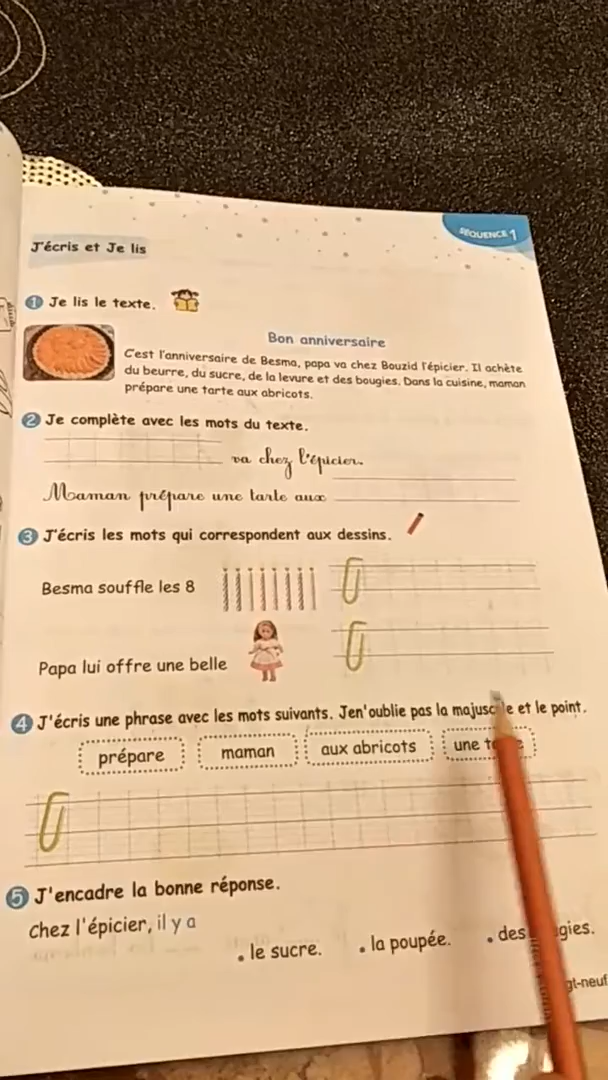 SÉQUENCE 1
J'écris et Je lis
1 Je lis le texte.
Bon anniversaire
C'est l'anniversaire de Besma, papa va chez Bouzid l'épicier. Il achète
du beurre, du sucre, de la levure et des bougies. Dans la cuisine, maman
prépare une tarte aux abricots.
2 Je complète avec les mots du texte.
va chez l'épicier.
Maman prépare une tarte aux
3 J'écris les mots qui correspondent aux dessins.
Besma souffle les 8
Papa lui offre une belle
4 J'écris une phrase avec les mots suivants. Jen'oublie pas la majuscule et le point.
prépare maman aux abricots une
5 J'encadre la bonne réponse.
Chez l'épicier, il y a
. le sucre. . la poupée. . des